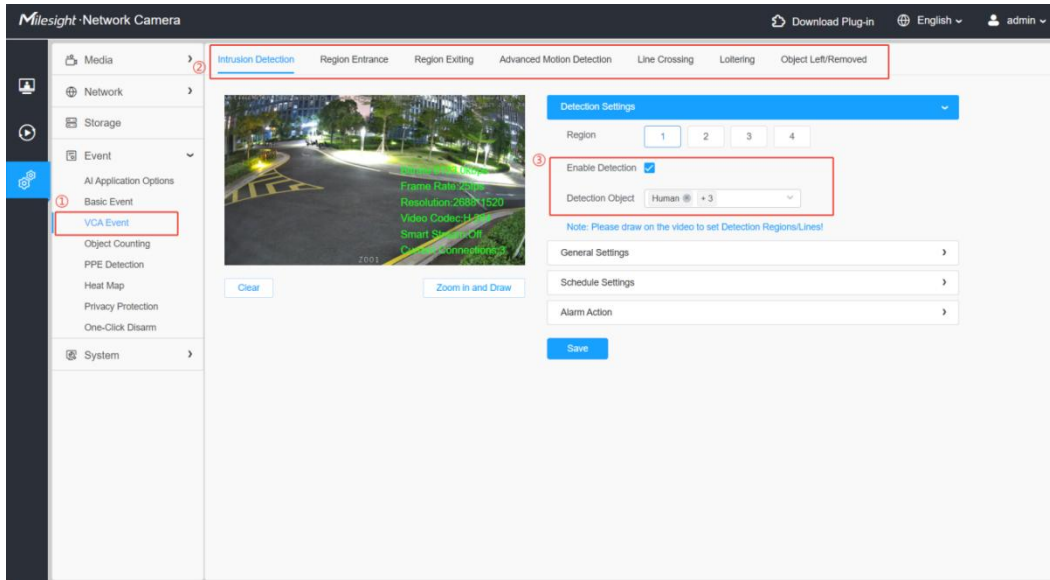 Milesight · Network Camera
Download Plug-in
English
admin
Media
Network
Storage
Event
AI Application Options
①
Basic Event
VCA Event
Object Counting
PPE Detection
Heat Map
Privacy Protection
One-Click Disarm
System
②
Intrusion Detection Region Entrance Region Exiting Advanced Motion Detection Line Crossing Loitering Object Left/Removed
Frame Rate:25fps
Resolution:2688*1520
Video Codec:H.264
Smart Stream:Off
Current Connections:3
Clear
Zoom in and Draw
Detection Settings
Region 1 2 3 4
③
Enable Detection
Detection Object Human + 3
Note: Please draw on the video to set Detection Regions/Lines!
General Settings
Schedule Settings
Alarm Action
Save